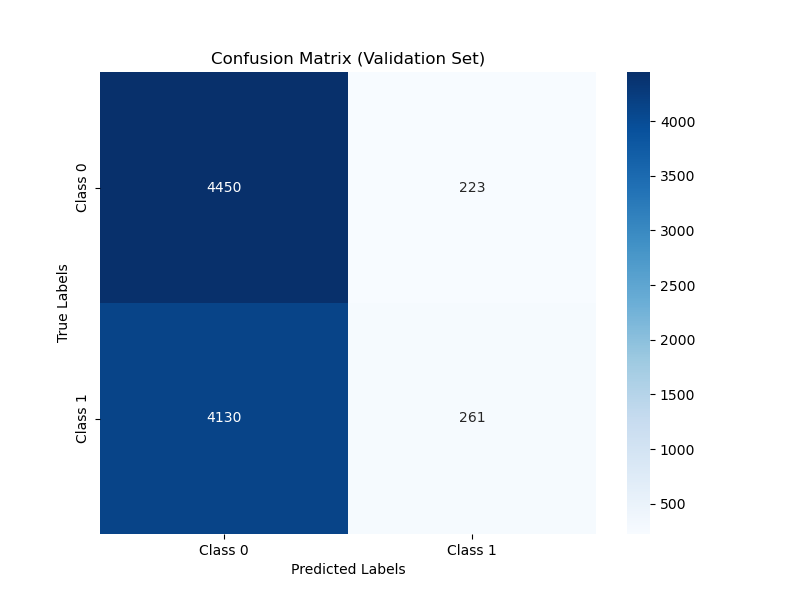 Confusion Matrix (Validation Set)
True Labels
Class 0
4450
223
Class 1
4130
261
Class 0
Class 1
Predicted Labels
4000
3500
3000
2500
2000
1500
1000
500